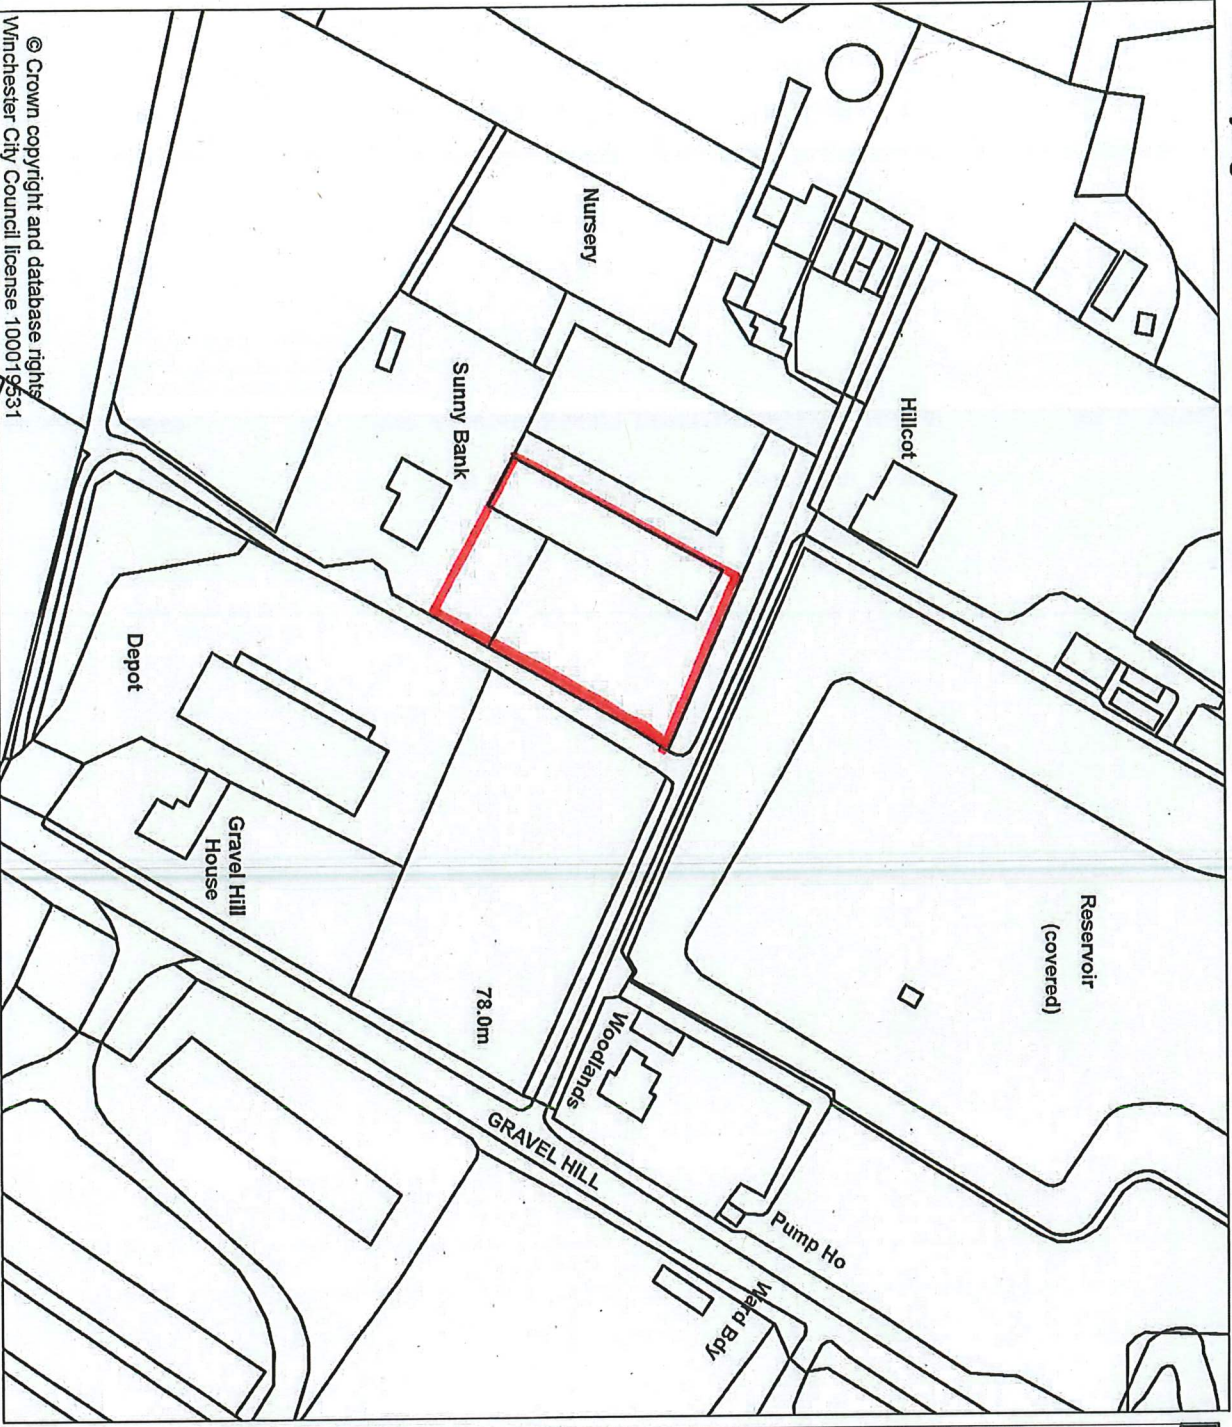 Hillcot
Reservoir
(covered)
Nursery
Sunny Bank
Woodlands
Pump Ho
Ward Bdy
GRAVEL HILL
78.0m
Gravel Hill
House
Depot
© Crown copyright and database rights
Winchester City Council license 100019531